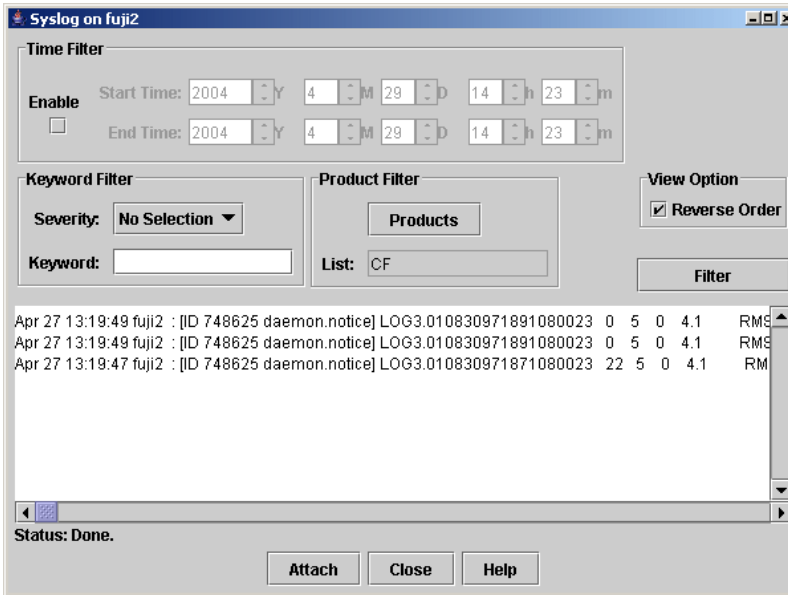 Syslog on fuji2
Time Filter
Enable
Start Time: 2004 Y 4 M 29 D 14 h 23 m
End Time: 2004 Y 4 M 29 D 14 h 23 m
Keyword Filter
Severity: No Selection
Keyword:
Product Filter
Products
List: CF
View Option
Reverse Order
Filter
Apr 27 13:19:49 fuji2 : [ID 748625 daemon.notice] LOG3.010830971891080023 0 5 0 4.1 RMS
Apr 27 13:19:49 fuji2 : [ID 748625 daemon.notice] LOG3.010830971891080023 0 5 0 4.1 RMS
Apr 27 13:19:47 fuji2 : [ID 748625 daemon.notice] LOG3.010830971871080023 22 5 0 4.1 RM
Status: Done.
Attach Close Help